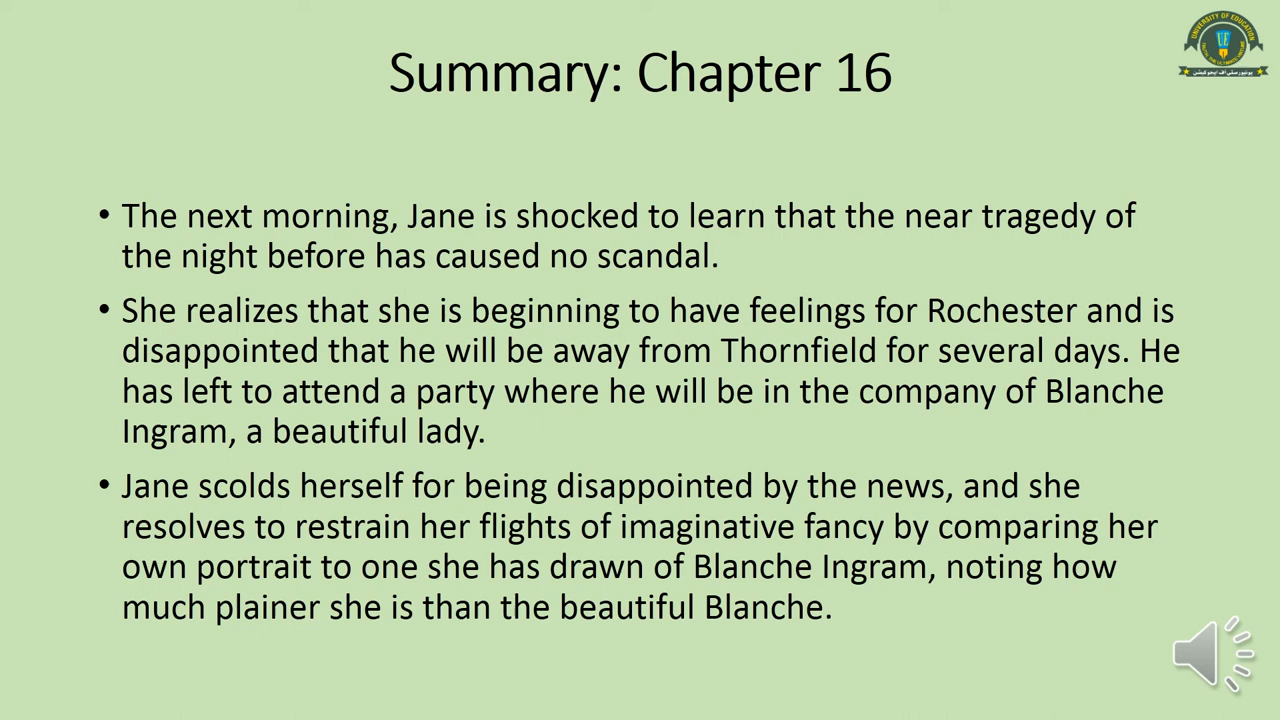 UNIVERSITY OF EDUCATION
Summary: Chapter 16
• The next morning, Jane is shocked to learn that the near tragedy of
the night before has caused no scandal.
• She realizes that she is beginning to have feelings for Rochester and is
disappointed that he will be away from Thornfield for several days. He
has left to attend a party where he will be in the company of Blanche
Ingram, a beautiful lady.
• Jane scolds herself for being disappointed by the news, and she
resolves to restrain her flights of imaginative fancy by comparing her
own portrait to one she has drawn of Blanche Ingram, noting how
much plainer she is than the beautiful Blanche.